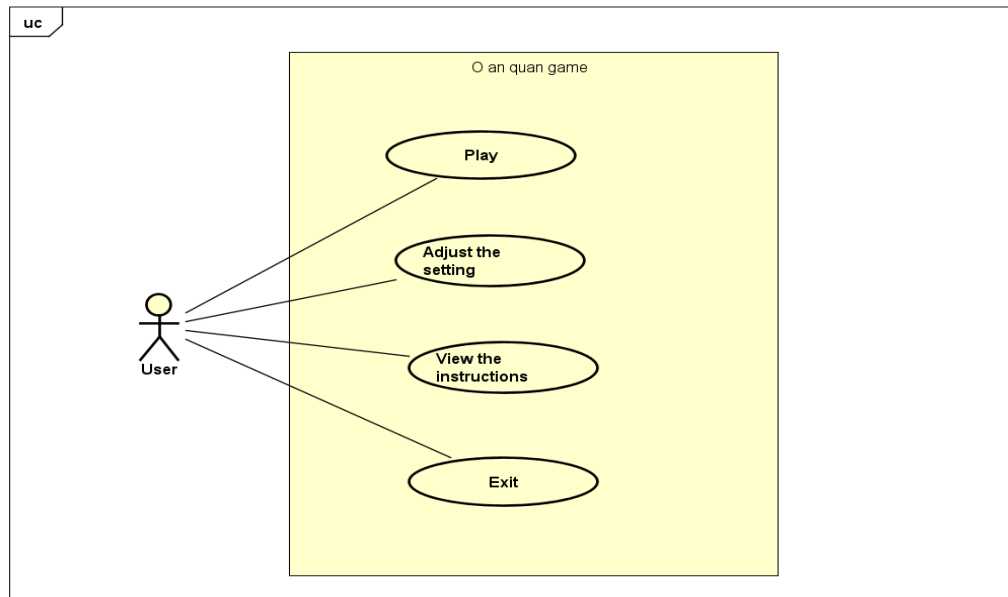 uc
O an quan game
Play
Adjust the
setting
View the
instructions
User
Exit